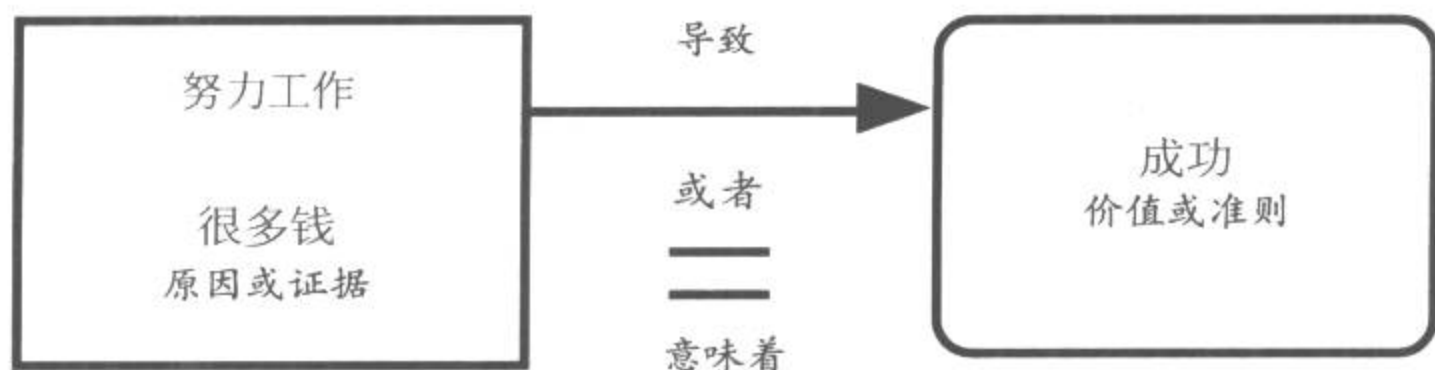 努力工作
很多钱
原因或证据
导致
或者
意味着
成功
价值或准则